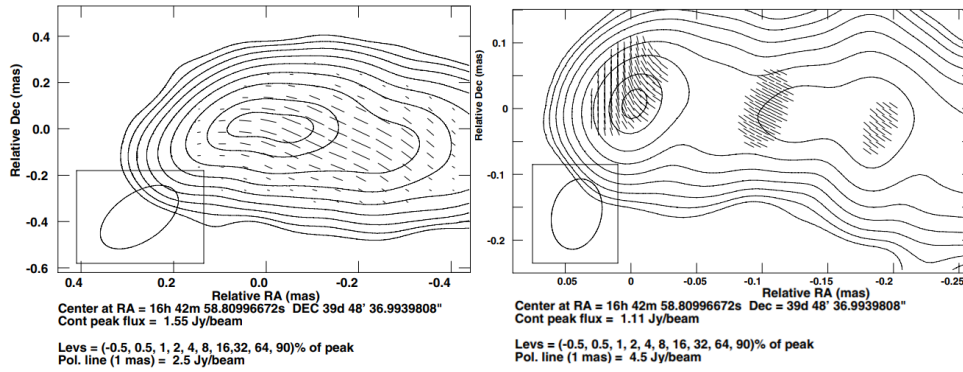 0.4
0.2
0.0
-0.2
-0.4
-0.6
Relative Dec (mas)
0.4 0.2 0.0 -0.2 -0.4
Relative RA (mas)
Center at RA = 16h 42m 58.80996672s DEC 39d 48' 36.9939808"
Cont peak flux = 1.55 Jy/beam
Levs = (-0.5, 0.5, 1, 2, 4, 8, 16,32, 64, 90)% of peak
Pol. line (1 mas) = 2.5 Jy/beam
0.1
0
-0.1
-0.2
Relative Dec (mas)
0.05 0 -0.05 -0.1 -0.15 -0.2 -0.25
Relative RA (mas)
Center at RA = 16h 42m 58.80996672s Dec = 39d 48' 36.9939808"
Cont peak flux = 1.11 Jy/beam
Levs = (-0.5, 0.5, 1, 2, 4, 8, 16, 32, 64, 90)% of peak
Pol. line (1 mas) = 4.5 Jy/beam